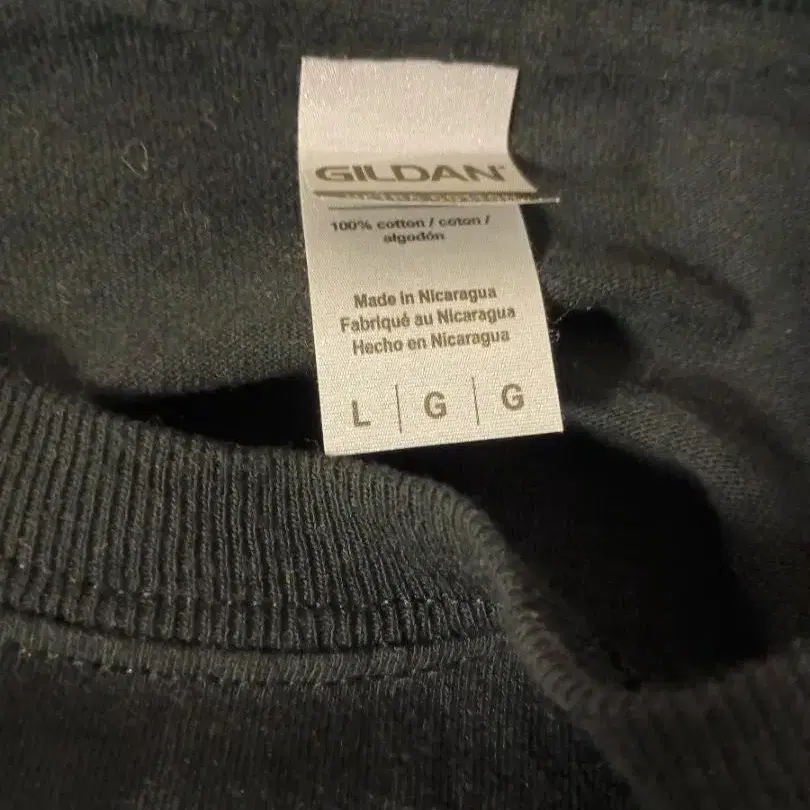 GILDAN
100% cotton / coton /
algodón
Made in Nicaragua
Fabriqué au Nicaragua
Hecho en Nicaragua
L | G | G